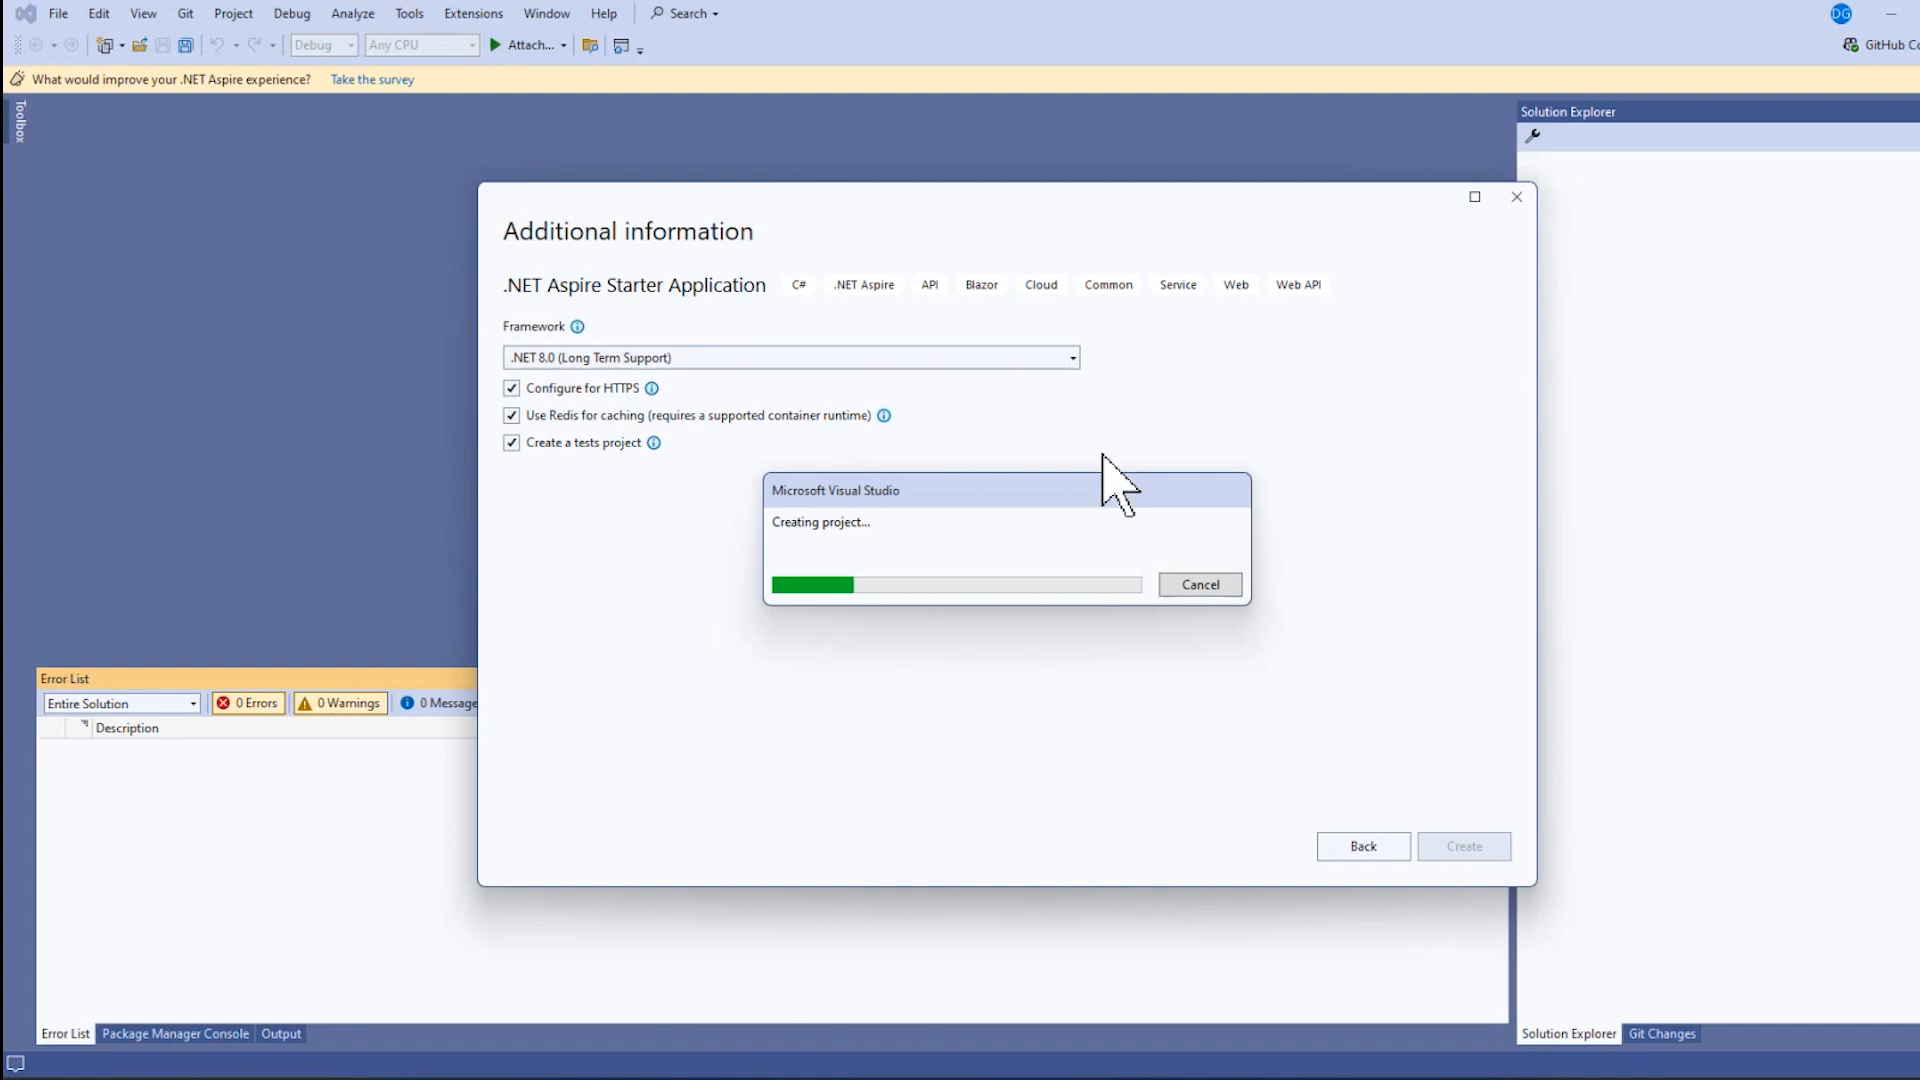 File Edit View Git Project Debug Analyze Tools Extensions Window Help Search DG
Debug Any CPU Attach... GitHub Co
What would improve your .NET Aspire experience? Take the survey
Toolbox
Solution Explorer
Additional information
.NET Aspire Starter Application C# .NET Aspire API Blazor Cloud Common Service Web Web API
Framework
.NET 8.0 (Long Term Support)
Configure for HTTPS
Use Redis for caching (requires a supported container runtime)
Create a tests project
Microsoft Visual Studio
Creating project...
Cancel
Error List
Entire Solution 0 Errors 0 Warnings 0 Message
Description
Back Create
Error List Package Manager Console Output
Solution Explorer Git Changes